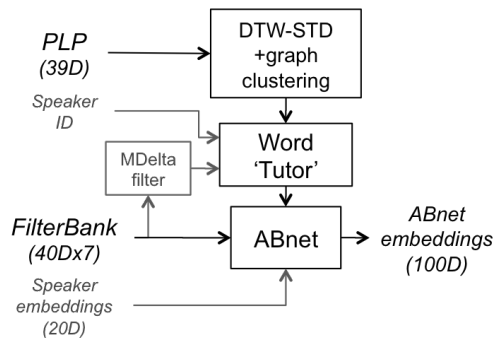 PLP
(39D)
DTW-STD
+graph
clustering
Speaker
ID
Word
‘Tutor’
MDelta
filter
FilterBank
(40Dx7)
ABnet
ABnet
embeddings
(100D)
Speaker
embeddings
(20D)